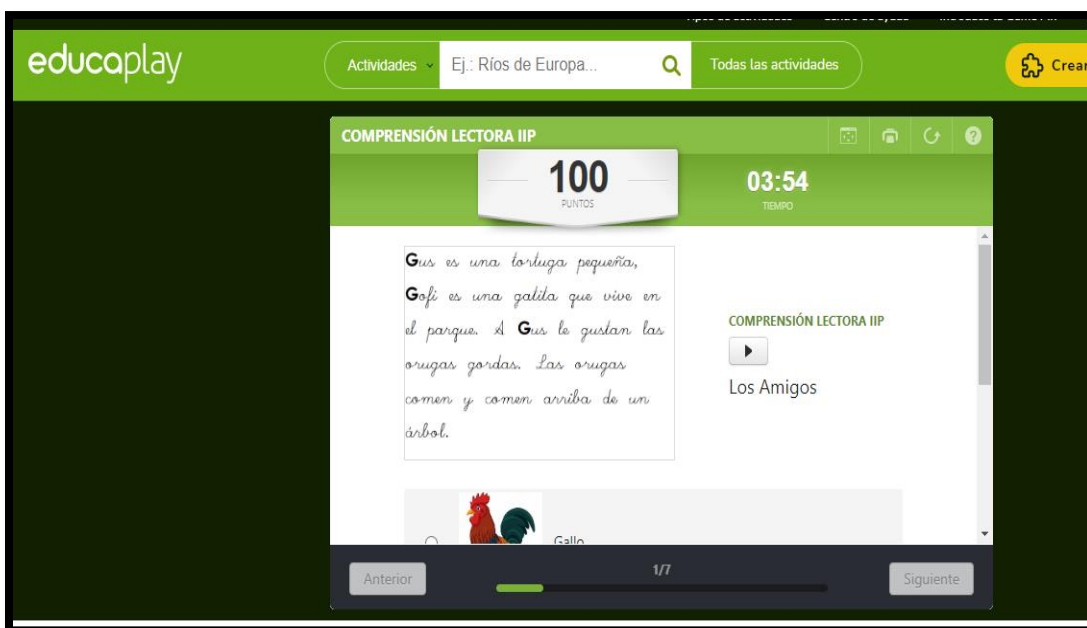 educaplay
Actividades
Ej.: Ríos de Europa...
Todas las actividades
Crear
COMPRENSIÓN LECTORA IIP
100
PUNTOS
03:54
TIEMPO
Gus es una tortuga pequeña,
Gofi es una gatita que vive en
el parque. A Gus le gustan las
orugas gordas. Las orugas
comen y comen arriba de un
árbol.
COMPRENSIÓN LECTORA IIP
Los Amigos
Gallo
Anterior
1/7
Siguiente